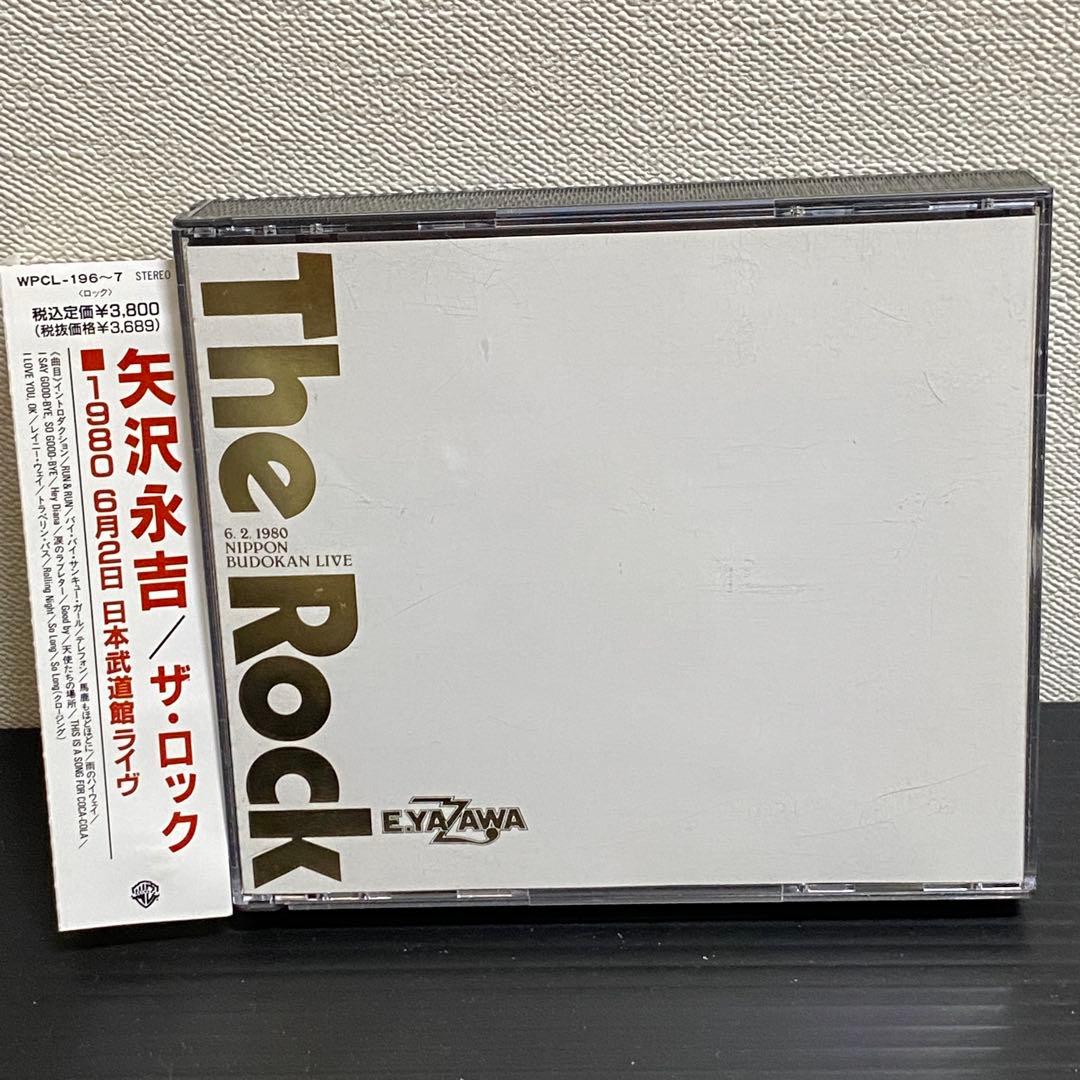 WPCL-196〜7 STEREO
〈ロック〉
税込定価¥3,800
(税抜価格¥3,689)
矢沢永吉／ザ・ロック
■1980 6月2日 日本武道館 ライヴ
《曲目》イントロダクション／RUN & RUN／バイ・バイ・サンキュー・ガール／テレフォン／馬鹿もほどほどに／雨のハイウェイ／
I SAY GOOD-BYE, SO GOOD-BYE／Hey Diana／涙のラブレター／Good by／天使たちの場所／THIS IS A SONG FOR COCA-COLA／
I LOVE YOU, OK／レイニー・ウェイ／トラベリン・バス／Rolling Night／So Long／So Long(クロージング)
The Rock
6. 2. 1980
NIPPON
BUDOKAN LIVE
E.YAZAWA